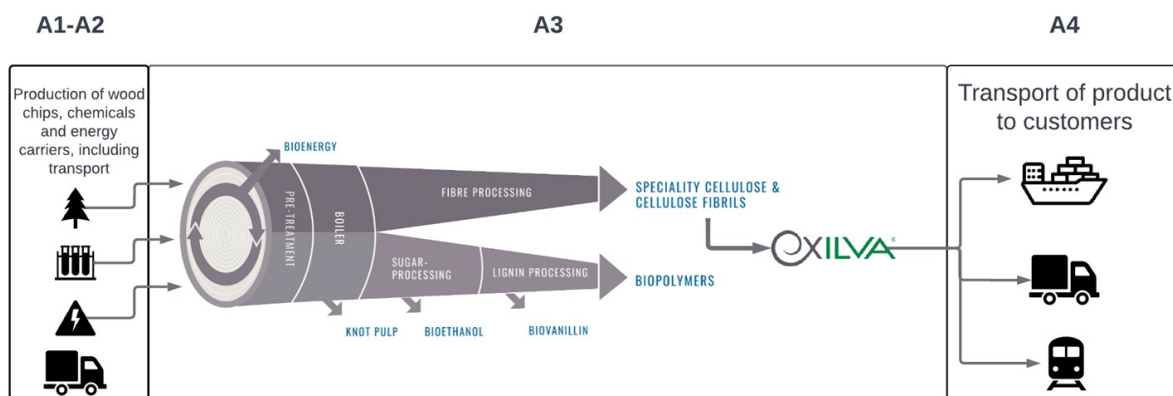 A1-A2
A3
A4
Production of wood
chips, chemicals
and energy
carriers, including
transport
BIOENERGY
PRE-TREATMENT
BOILER
FIBRE PROCESSING
SUGAR-
PROCESSING
LIGNIN PROCESSING
KNOT PULP
BIOETHANOL
BIOVANILLIN
SPECIALITY CELLULOSE &
CELLULOSE FIBRILS
BIOPOLYMERS
EXILVA®
Transport of product
to customers